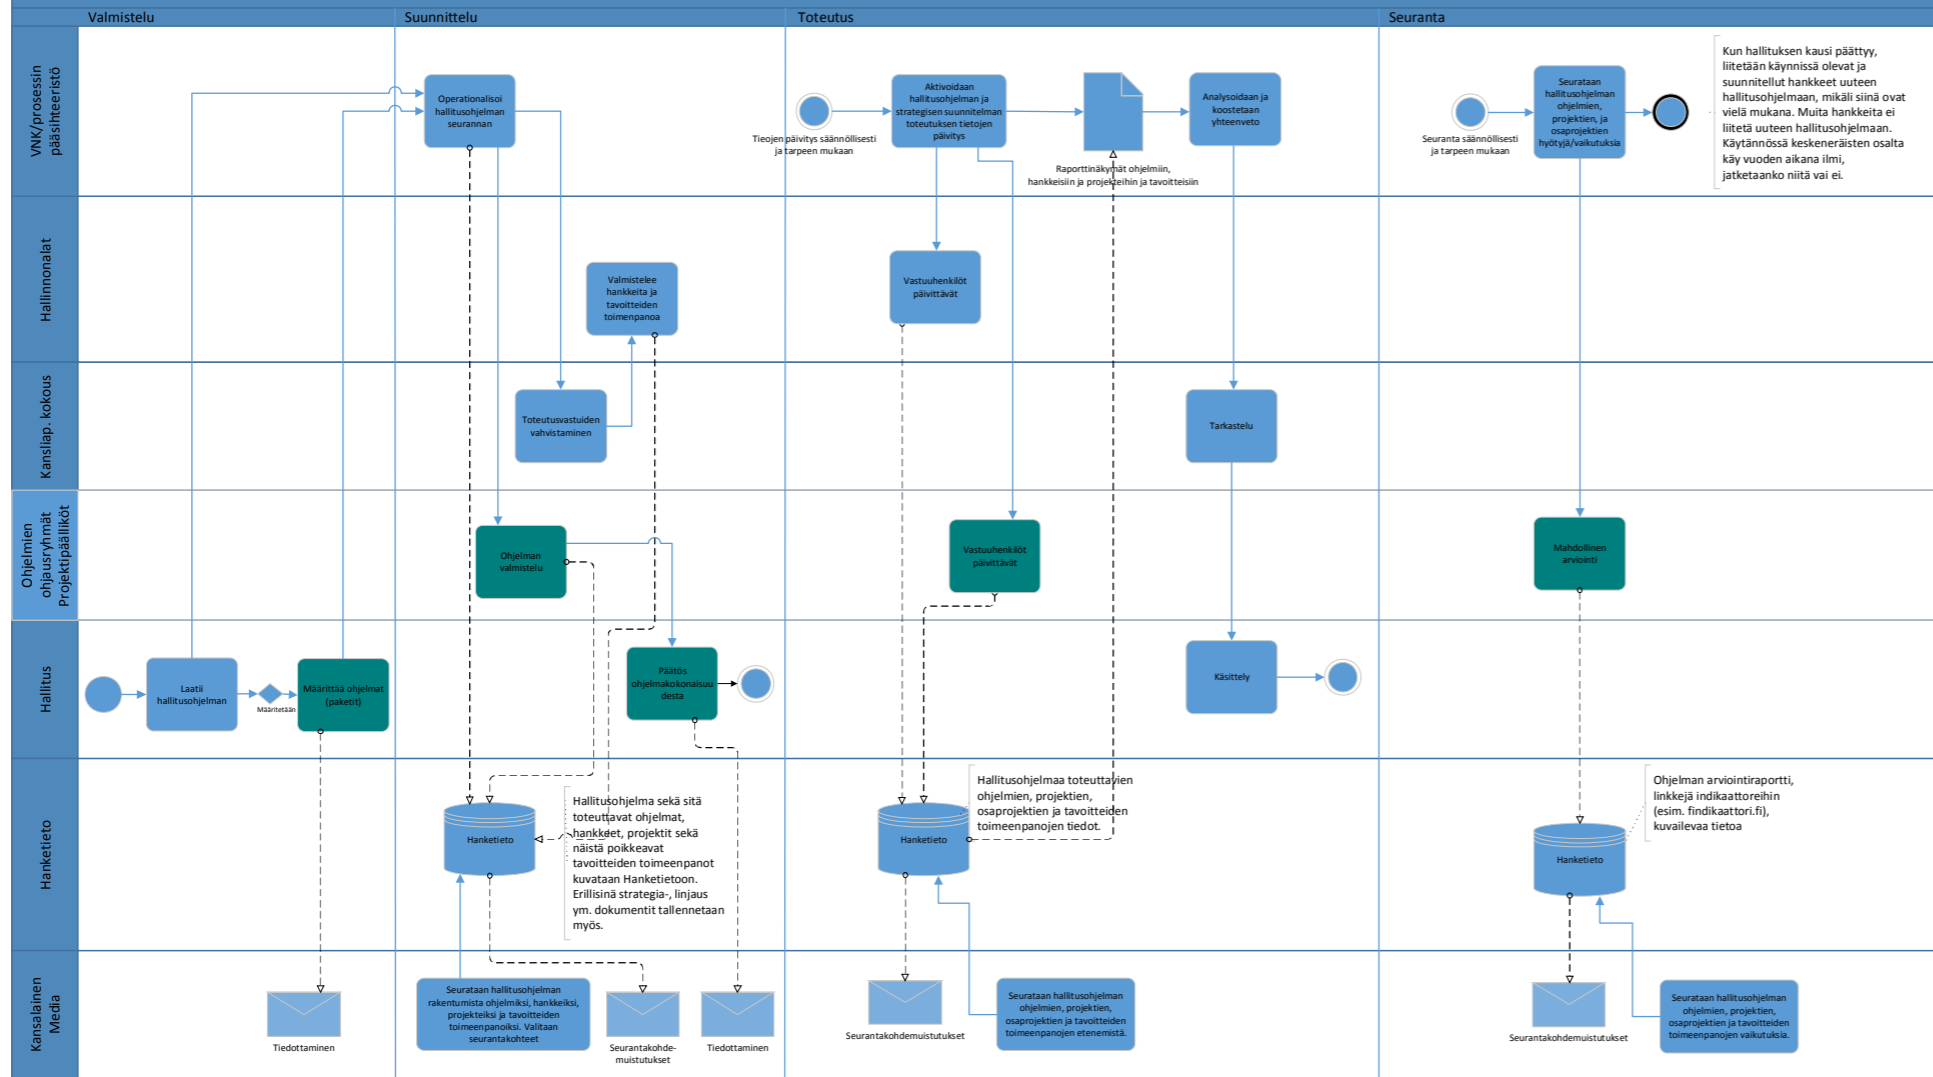 Valmistelu
Suunnittelu
Toteutus
Seuranta
VNK/prosessin
pääsihteeristö
Operationalisoi
hallitusohjelman
seurannan
Tieojen päivitys säännöllisesti
ja tarpeen mukaan
Aktivoidaan
hallitusohjelman ja
strategisen suunnitelman
toteutuksen tietojen
päivitys
Raporttinäkymät ohjelmiin,
hankkeisiin ja projekteihin ja tavoitteisiin
Analysoidaan ja
koostetaan
yhteenveto
Seuranta säännöllisesti
ja tarpeen mukaan
Seurataan
hallitusohjelman
ohjelmien,
projektien, ja
osaprojektien
hyötyjä/vaikutuksia
Kun hallituksen kausi päättyy,
liitetään käynnissä olevat ja
suunnitellut hankkeet uuteen
hallitusohjelmaan, mikäli siinä ovat
vielä mukana. Muita hankkeita ei
liitetä uuteen hallitusohjelmaan.
Käytännössä keskeneräisten osalta
käy vuoden aikana ilmi,
jatketaanko niitä vai ei.
Hallinnonalat
Valmistelee
hankkeita ja
tavoitteiden
toimenpanoa
Vastuuhenkilöt
päivittävät
Kansliap. kokous
Toteutusvastuiden
vahvistaminen
Tarkastelu
Ohjelmien
ohjausryhmät
Projektipäälliköt
Ohjelman
valmistelu
Vastuuhenkilöt
päivittävät
Mahdollinen
arviointi
Hallitus
Laatii
hallitusohjelman
Määritetään
Määrittää ohjelmat
(paketit)
Päätös
ohjelmakokonaisuu
desta
Käsittely
Hanketieto
Hanketieto
Hallitusohjelma sekä sitä
toteuttavat ohjelmat,
hankkeet, projektit sekä
näistä poikkeavat
tavoitteiden toimeenpanot
kuvataan Hanketietoon.
Erillisinä strategia-, linjaus
ym. dokumentit tallennetaan
myös.
Hanketieto
Hallitusohjelmaa toteuttavien
ohjelmien, projektien,
osaprojektien ja tavoitteiden
toimeenpanojen tiedot.
Hanketieto
Ohjelman arviointiraportti,
linkkejä indikaattoreihin
(esim. findikaattori.fi),
kuvailevaa tietoa
Kansalainen
Media
Tiedottaminen
Seurataan hallitusohjelman
rakentumista ohjelmiksi, hankkeiksi,
projekteiksi ja tavoitteiden
toimeenpanoiksi. Valitaan
seurantakohteet
Seurantakohde-
muistutukset
Tiedottaminen
Seurantakohdemuistutukset
Seurataan hallitusohjelman
ohjelmien, projektien,
osaprojektien ja tavoitteiden
toimeenpanojen etenemistä.
Seurantakohdemuistutukset
Seurataan hallitusohjelman
ohjelmien, projektien,
osaprojektien ja tavoitteiden
toimeenpanojen vaikutuksia.